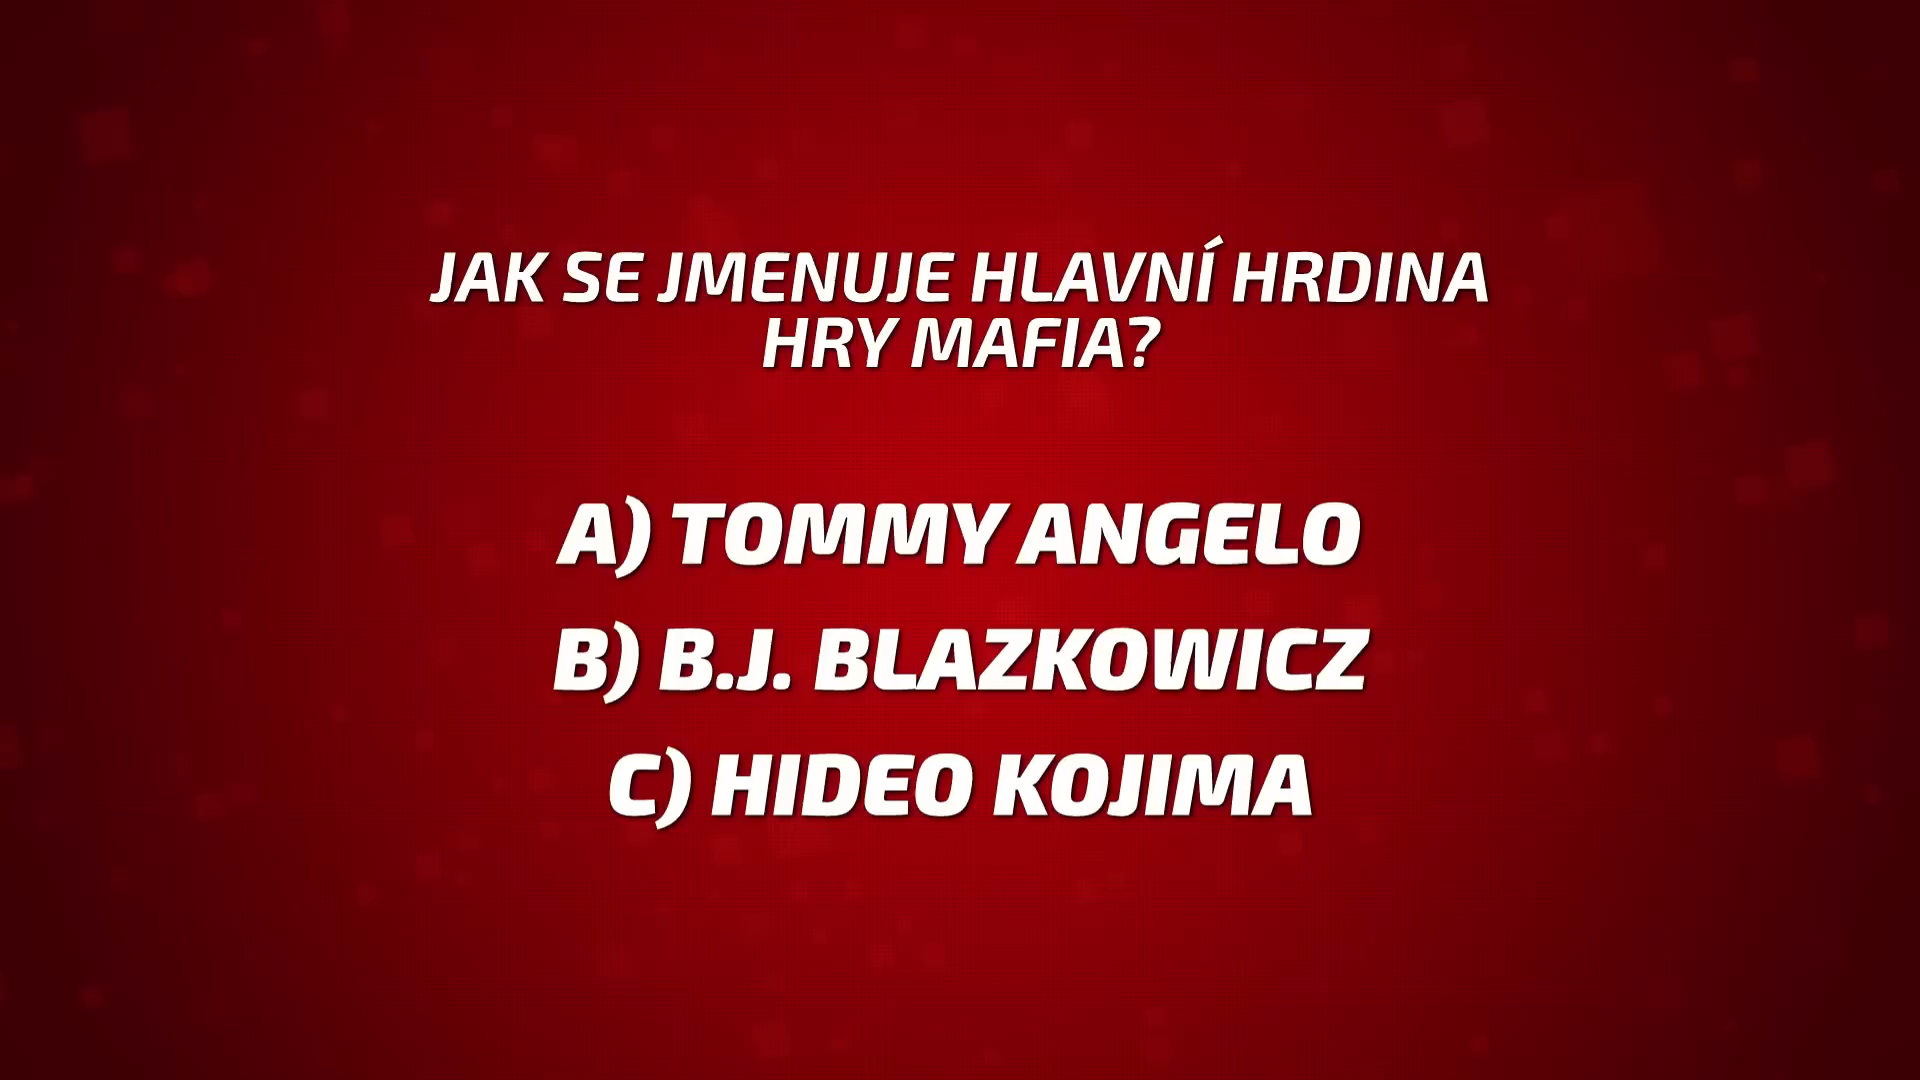 JAK SE JMENUJE HLAVNÍ HRDINA
HRY MAFIA?
A) TOMMY ANGELO
B) B.J. BLAZKOWICZ
C) HIDEO KOJIMA